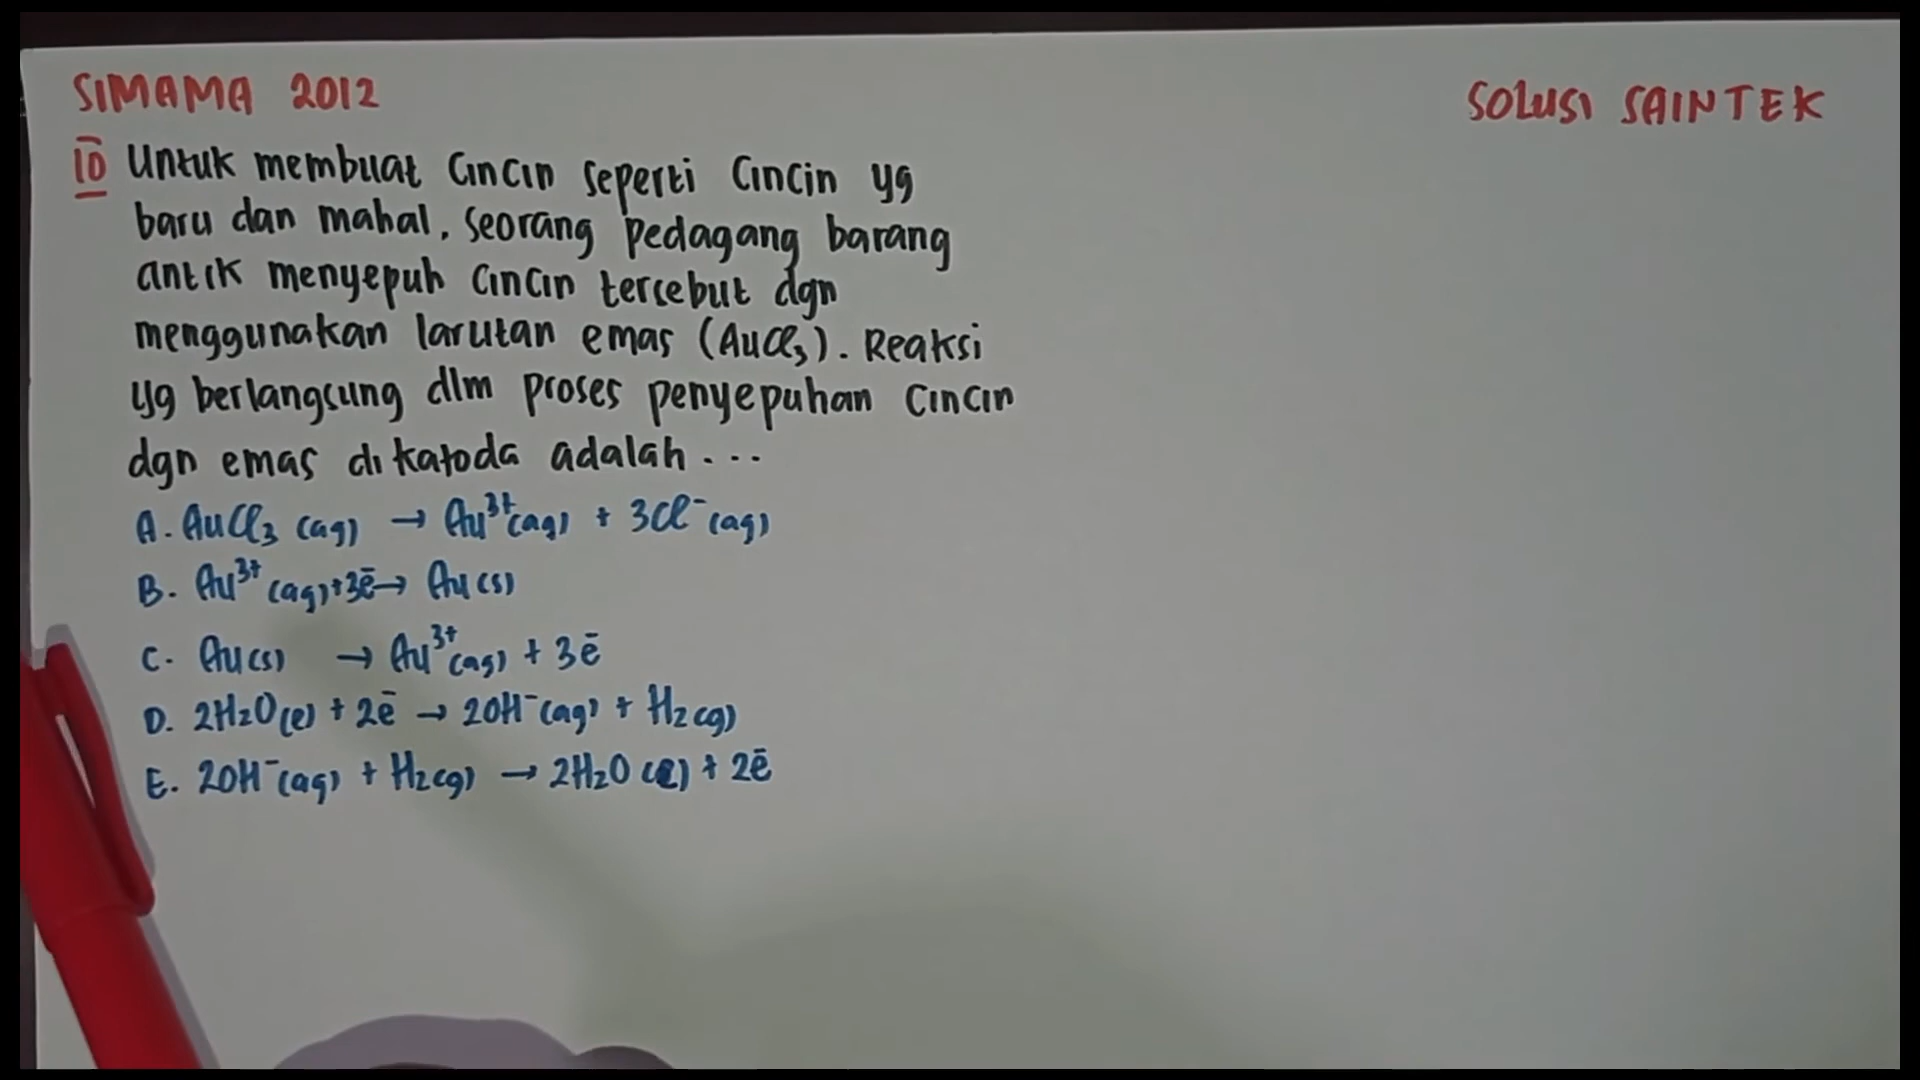 SIMAMA 2012
SOLUSI SAINTEK
10 Untuk membuat Cincin seperti Cincin yg
baru dan mahal, seorang pedagang barang
antik menyepuh cincin tersebut dgn
menggunakan larutan emas (AuCl₃). Reaksi
yg berlangsung dlm proses penyepuhan cincin
dgn emas di katoda adalah ...
A. AuCl₃ (aq) → Au³⁺(aq) + 3Cl⁻(aq)
B. Au³⁺(aq)+3ē→ Au(s)
C. Au(s) → Au³⁺(aq) + 3ē
D. 2H₂O(l) + 2ē → 2OH⁻(aq) + H₂(g)
E. 2OH⁻(aq) + H₂(g) → 2H₂O(l) + 2ē